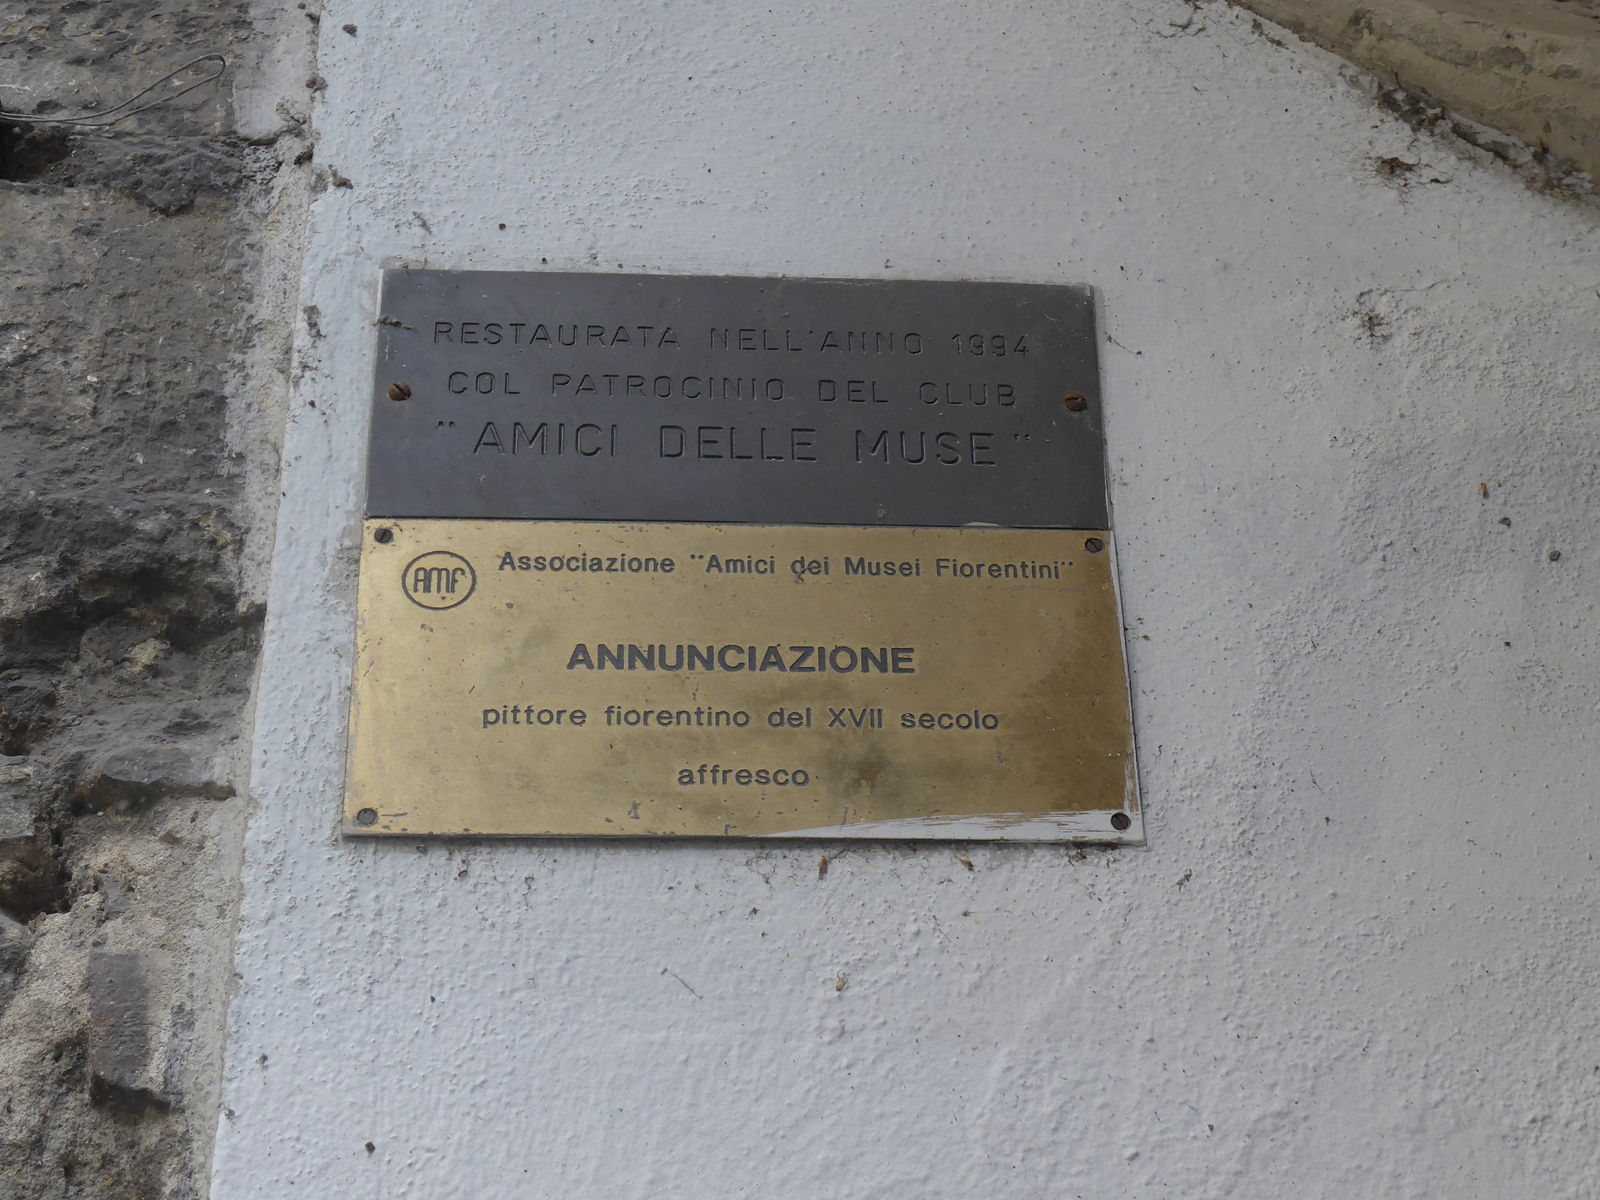 RESTAURATA NELL'ANNO 1994
COL PATROCINIO DEL CLUB
"AMICI DELLE MUSE"
AMF Associazione "Amici dei Musei Fiorentini"
ANNUNCIAZIONE
pittore fiorentino del XVII secolo
affresco